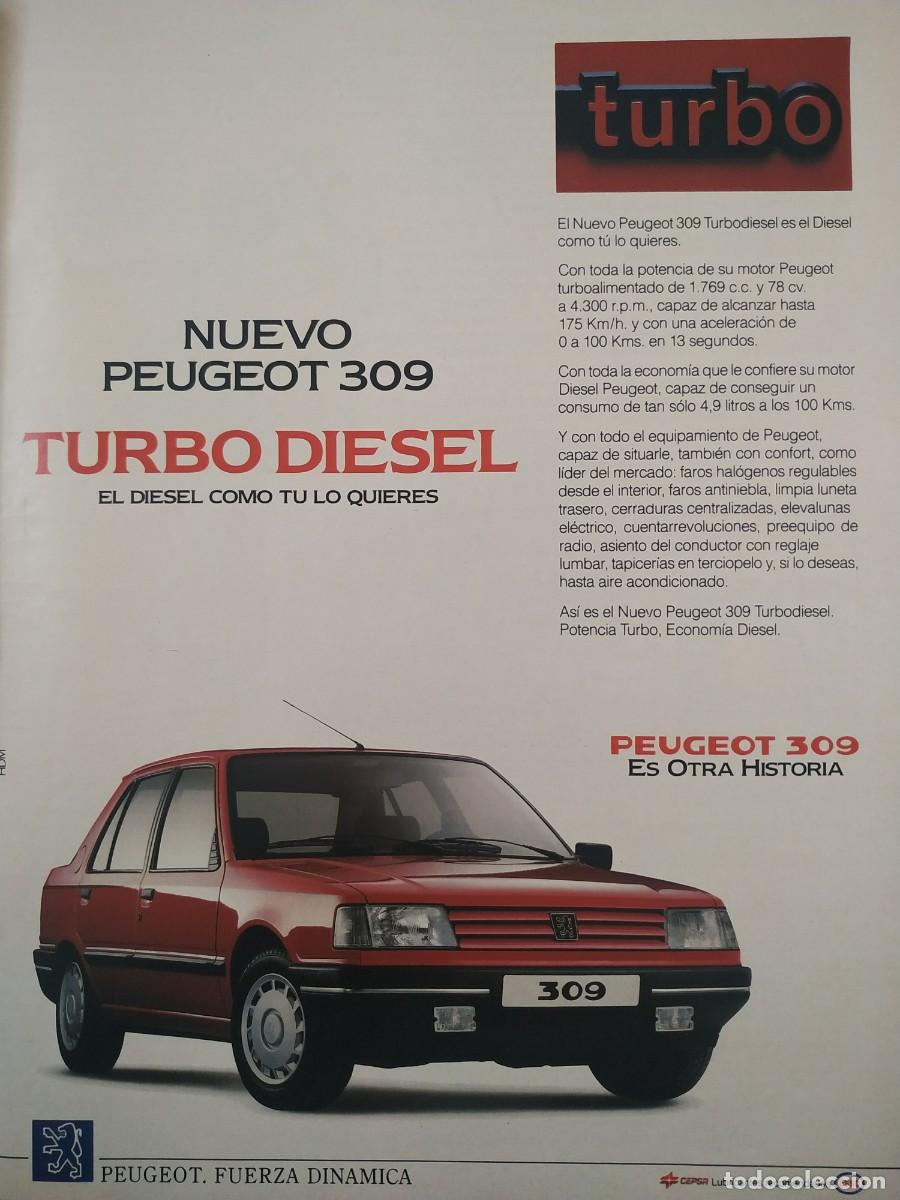 turbo
El Nuevo Peugeot 309 Turbodiesel es el Diesel
como tú lo quieres.
Con toda la potencia de su motor Peugeot
turboalimentado de 1.769 c.c. y 78 cv.
a 4.300 r.p.m., capaz de alcanzar hasta
175 Km/h. y con una aceleración de
0 a 100 Kms. en 13 segundos.
Con toda la economía que le confiere su motor
Diesel Peugeot, capaz de conseguir un
consumo de tan sólo 4,9 litros a los 100 Kms.
Y con todo el equipamiento de Peugeot,
capaz de situarle, también con confort, como
líder del mercado: faros halógenos regulables
desde el interior, faros antiniebla, limpia luneta
trasero, cerraduras centralizadas, elevalunas
eléctrico, cuentarrevoluciones, preequipo de
radio, asiento del conductor con reglaje
lumbar, tapicerías en terciopelo y, si lo deseas,
hasta aire acondicionado.
Así es el Nuevo Peugeot 309 Turbodiesel.
Potencia Turbo, Economía Diesel.
NUEVO
PEUGEOT 309
TURBO DIESEL
EL DIESEL COMO TU LO QUIERES
PEUGEOT 309
ES OTRA HISTORIA
HDM
309
PEUGEOT. FUERZA DINAMICA
CEPSA
todocoleccion